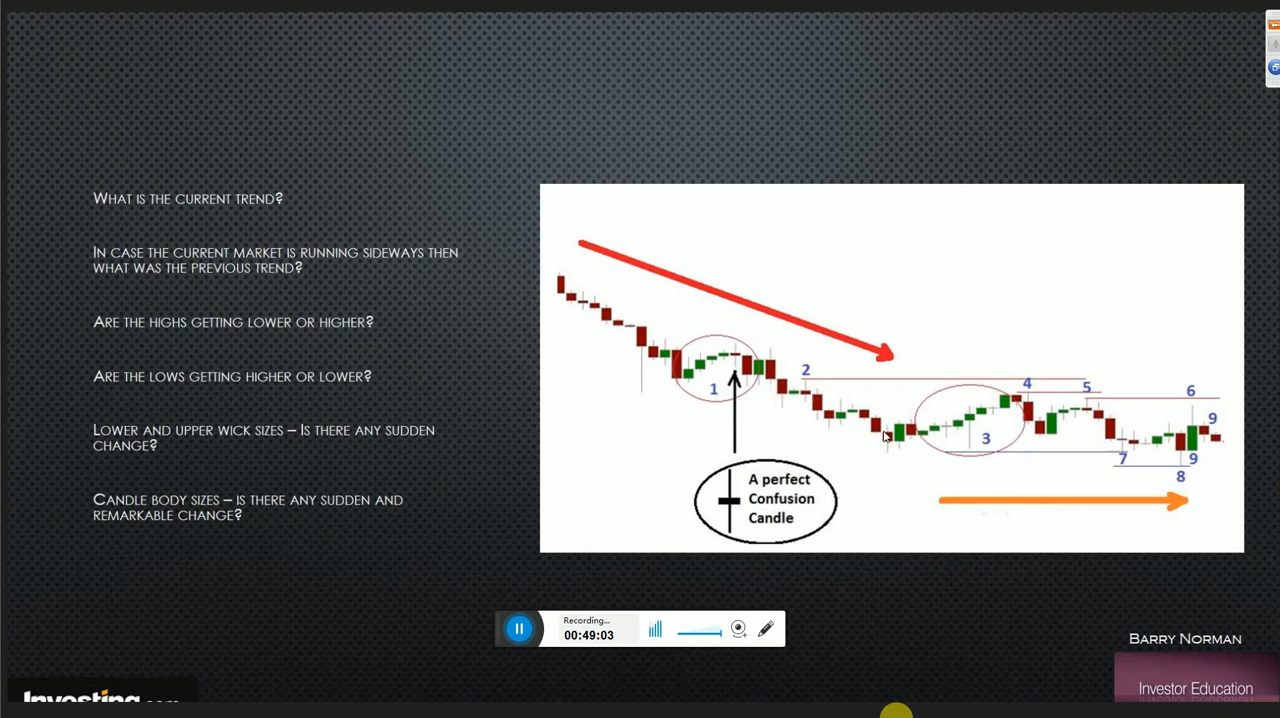 WHAT IS THE CURRENT TREND?
IN CASE THE CURRENT MARKET IS RUNNING SIDEWAYS THEN
WHAT WAS THE PREVIOUS TREND?
ARE THE HIGHS GETTING LOWER OR HIGHER?
ARE THE LOWS GETTING HIGHER OR LOWER?
LOWER AND UPPER WICK SIZES – IS THERE ANY SUDDEN
CHANGE?
CANDLE BODY SIZES – IS THERE ANY SUDDEN AND
REMARKABLE CHANGE?
1
2
3
4
5
6
9
7
9
8
A perfect
Confusion
Candle
Recording...
00:49:03
BARRY NORMAN
Investing.com
Investor Education